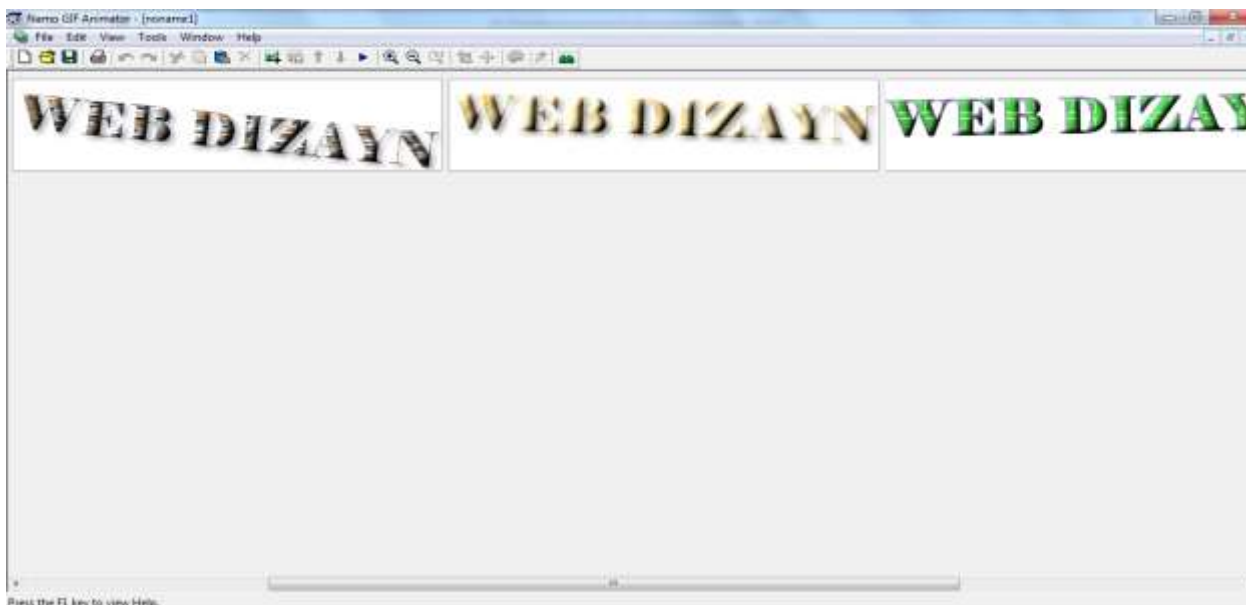 Namo GIF Animator - [noname1]
File Edit View Tools Window Help
WEB DIZAYN WEB DIZAYN WEB DIZAY
Press the F1 key to view Help.